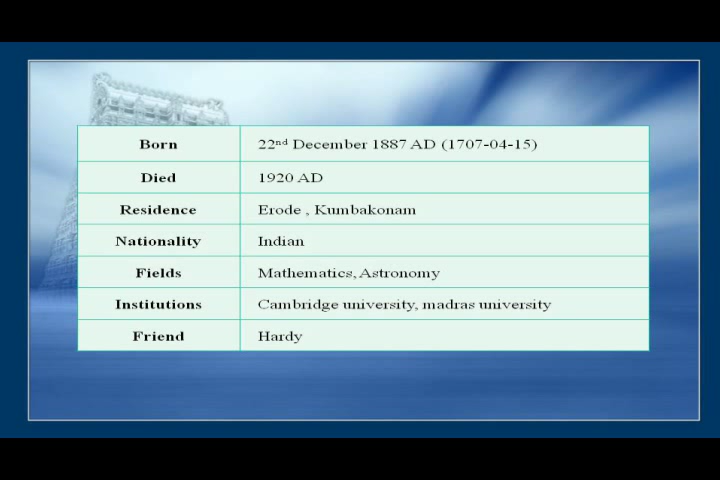 Born 22nd December 1887 AD (1707-04-15)
Died 1920 AD
Residence Erode , Kumbakonam
Nationality Indian
Fields Mathematics, Astronomy
Institutions Cambridge university, madras university
Friend Hardy